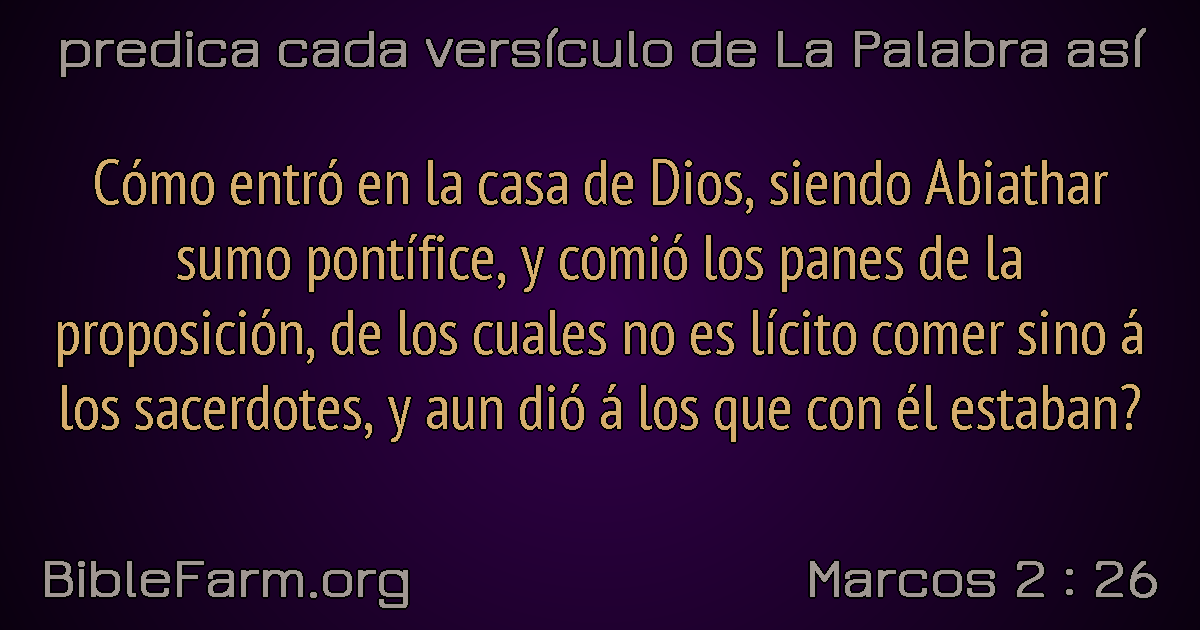 predica cada versículo de La Palabra así
Cómo entró en la casa de Dios, siendo Abiathar
sumo pontífice, y comió los panes de la
proposición, de los cuales no es lícito comer sino á
los sacerdotes, y aun dió á los que con él estaban?
BibleFarm.org
Marcos 2 : 26